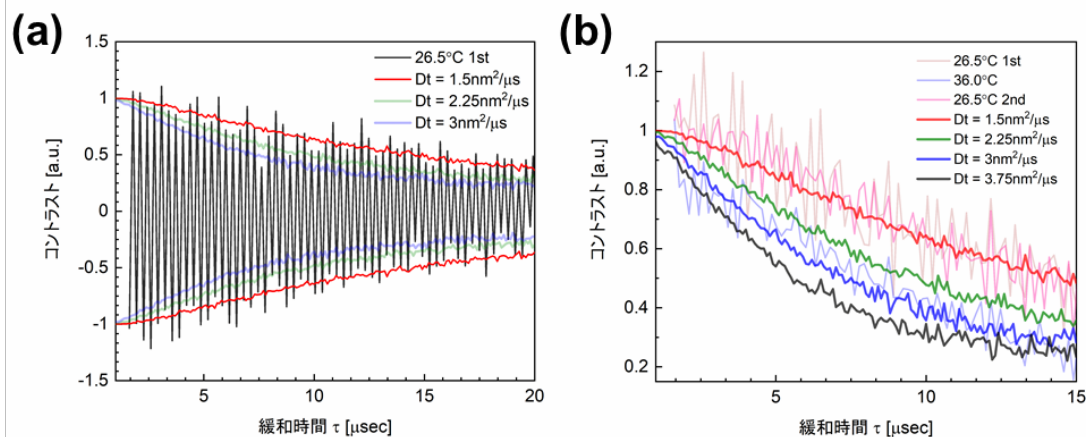 (a)
1.5
1
0.5
0
-0.5
-1
-1.5
コントラスト [a.u.]
26.5°C 1st
Dt = 1.5nm²/μs
Dt = 2.25nm²/μs
Dt = 3nm²/μs
5
10
15
20
緩和時間 τ [μsec]
(b)
1.2
1
0.8
0.6
0.4
0.2
コントラスト [a.u.]
26.5°C 1st
36.0°C
26.5°C 2nd
Dt = 1.5nm²/μs
Dt = 2.25nm²/μs
Dt = 3nm²/μs
Dt = 3.75nm²/μs
5
10
15
緩和時間 τ [μsec]